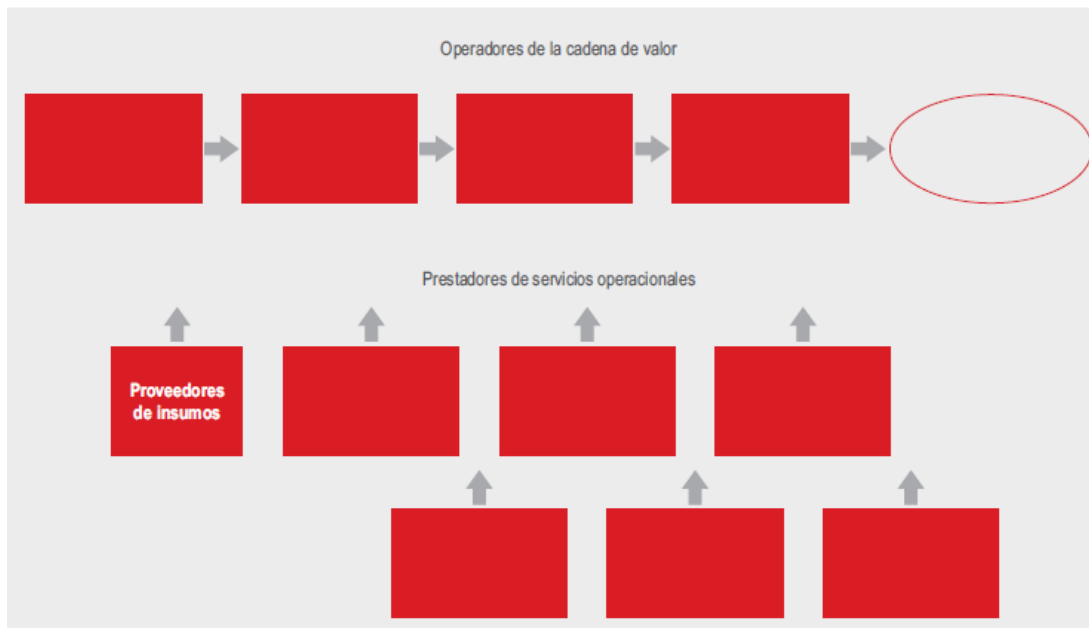 Operadores de la cadena de valor
Prestadores de servicios operacionales
Proveedores
de insumos